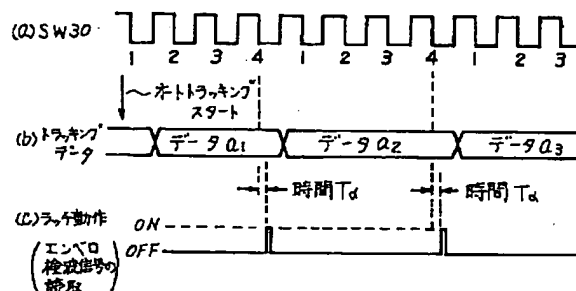 (a) SW30
1 2 3 4 1 2 3 4 1 2 3
オートトラッキング
スタート
(b) トラッキング
データ
データ a1 データ a2 データ a3
時間 Td 時間 Td
(c) ラッチ動作
ON
OFF
(エンベロ
検波信号の
読取)